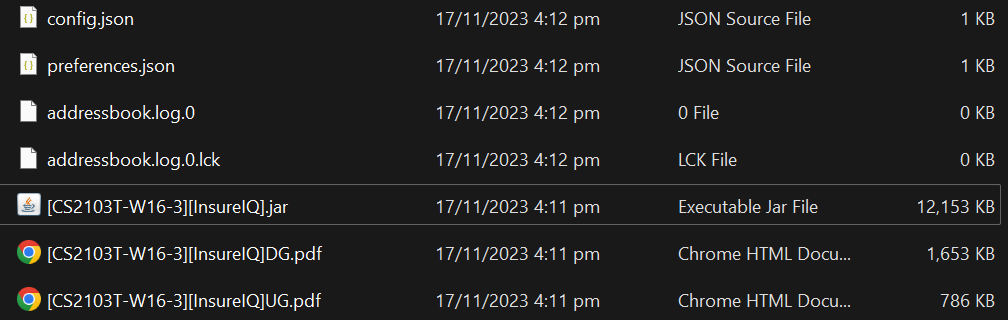 config.json 17/11/2023 4:12 pm JSON Source File 1 KB
preferences.json 17/11/2023 4:12 pm JSON Source File 1 KB
addressbook.log.0 17/11/2023 4:12 pm 0 File 0 KB
addressbook.log.0.lck 17/11/2023 4:12 pm LCK File 0 KB
[CS2103T-W16-3][InsureIQ].jar 17/11/2023 4:11 pm Executable Jar File 12,153 KB
[CS2103T-W16-3][InsureIQ]DG.pdf 17/11/2023 4:11 pm Chrome HTML Docu... 1,653 KB
[CS2103T-W16-3][InsureIQ]UG.pdf 17/11/2023 4:11 pm Chrome HTML Docu... 786 KB